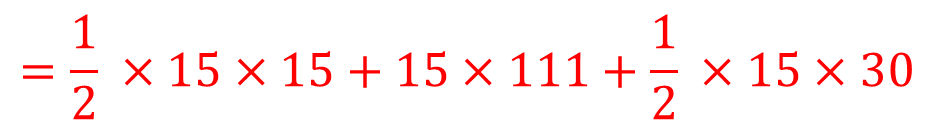 = 1/2 × 15 × 15 + 15 × 111 + 1/2 × 15 × 30